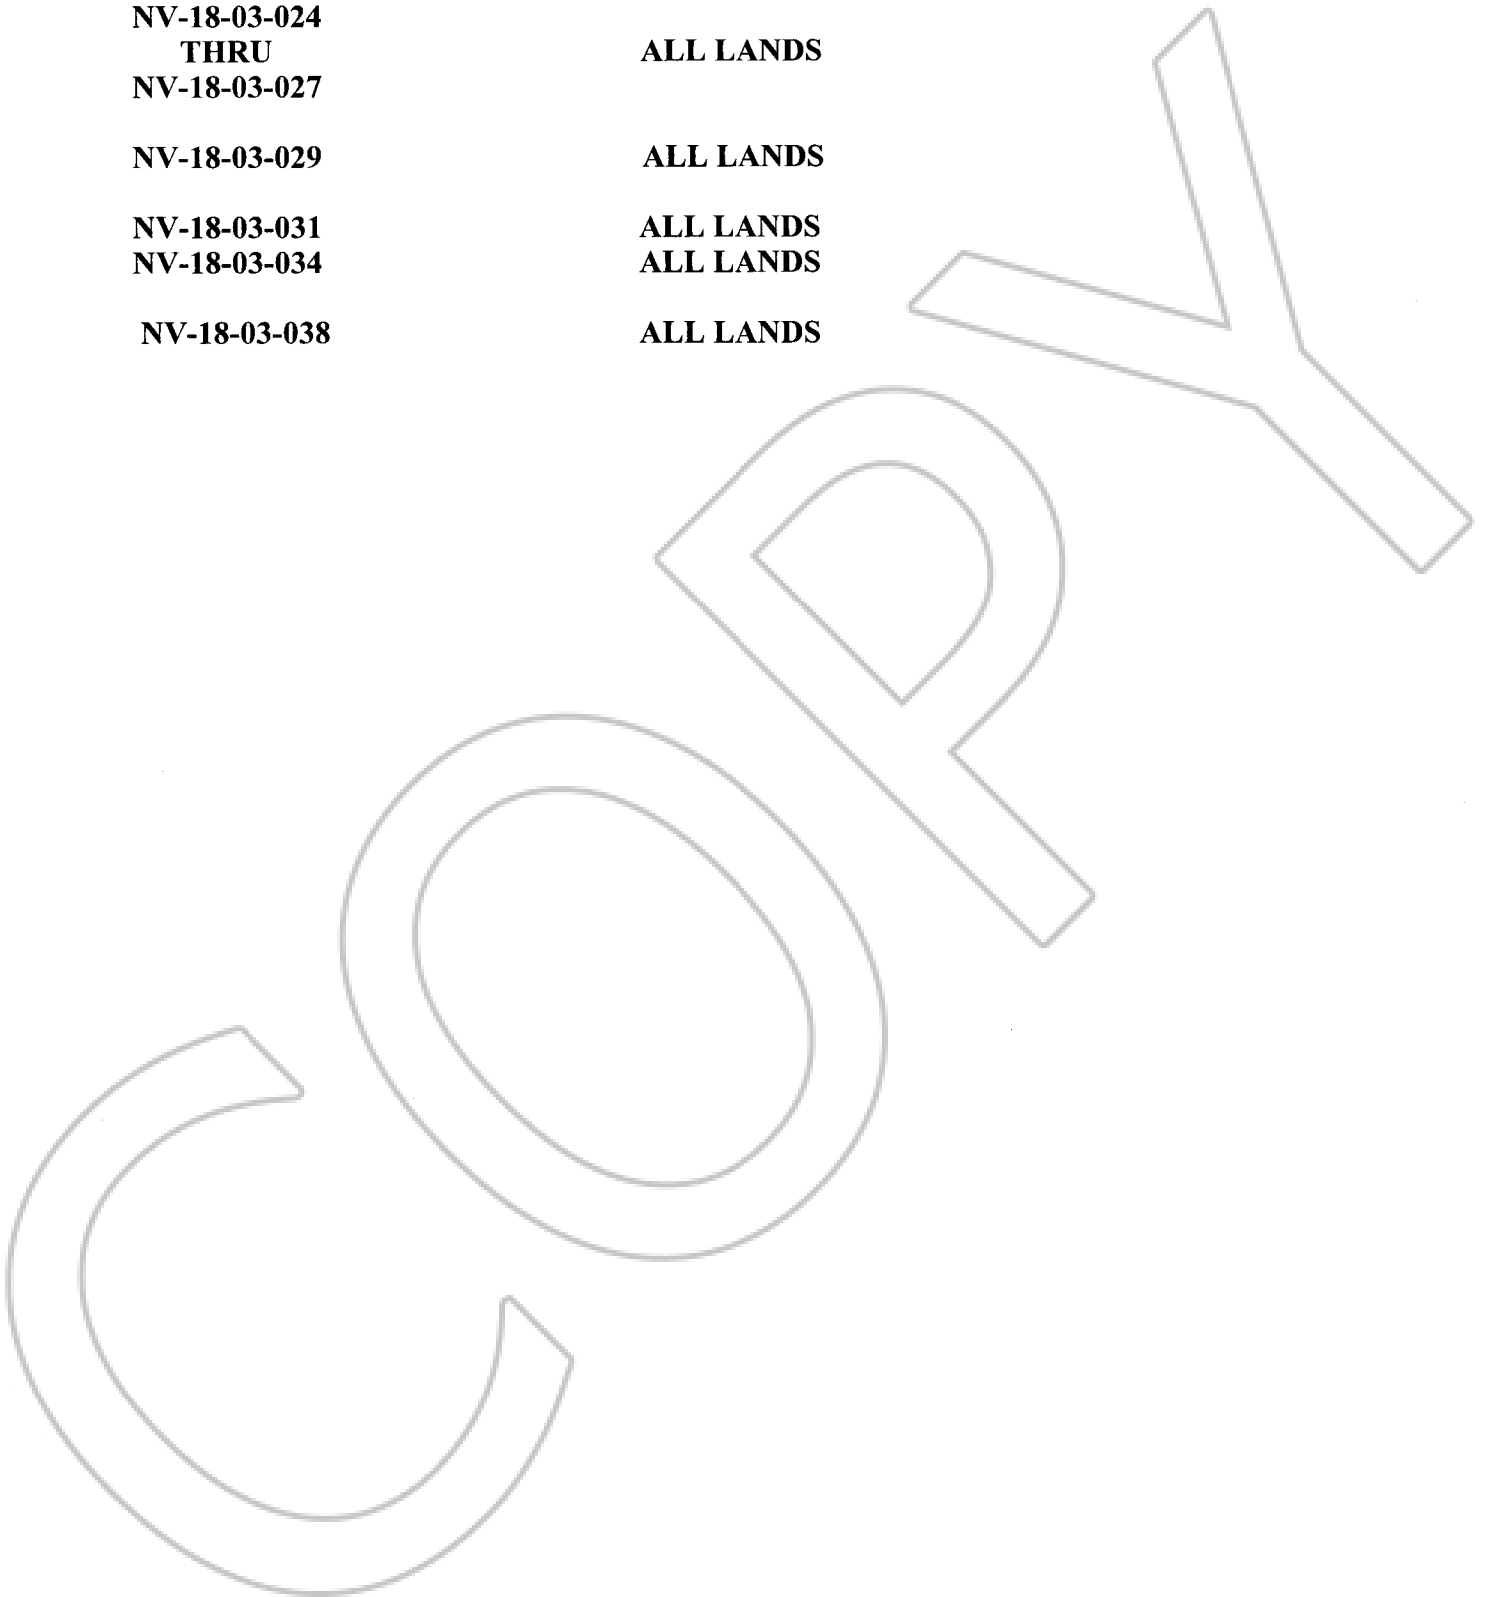 NV-18-03-024
THRU ALL LANDS
NV-18-03-027
NV-18-03-029 ALL LANDS
NV-18-03-031 ALL LANDS
NV-18-03-034 ALL LANDS
NV-18-03-038 ALL LANDS
COPY